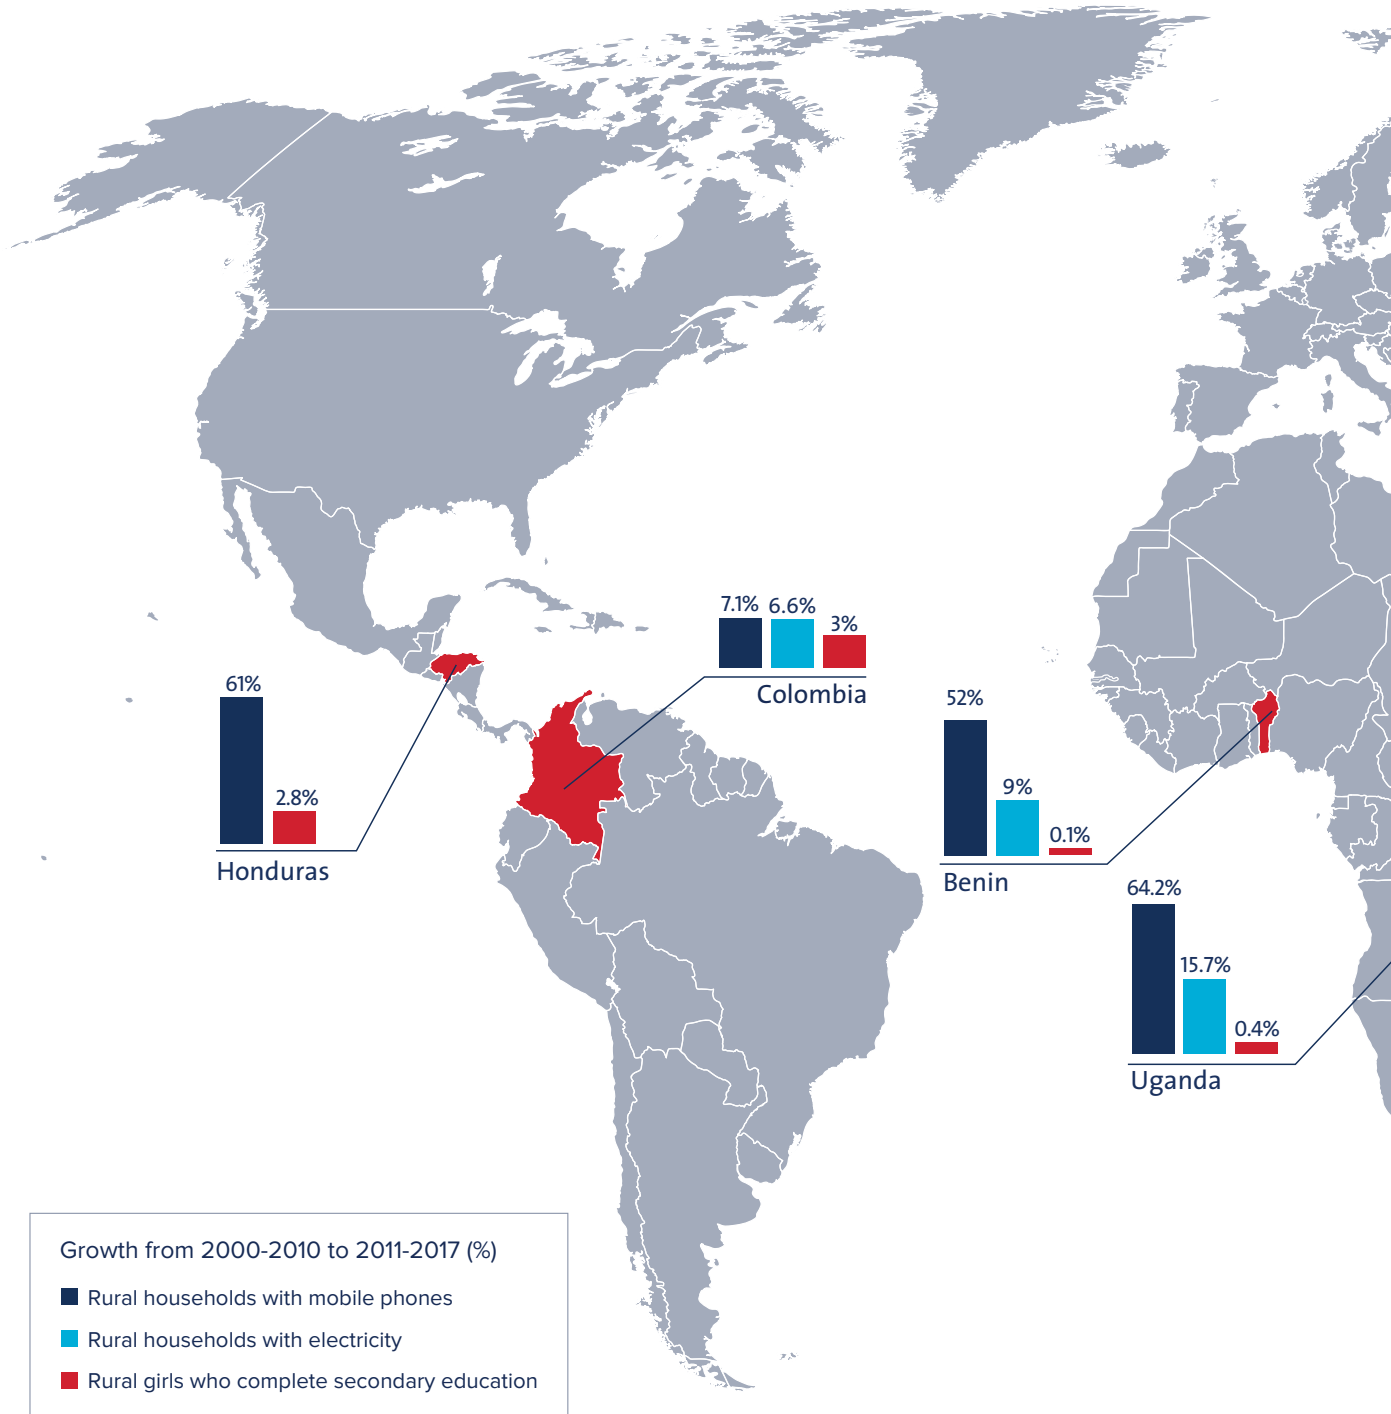 7.1% 6.6% 3%
Colombia
61%
2.8%
Honduras
52%
9%
0.1%
Benin
64.2%
15.7%
0.4%
Uganda
Growth from 2000-2010 to 2011-2017 (%)
Rural households with mobile phones
Rural households with electricity
Rural girls who complete secondary education